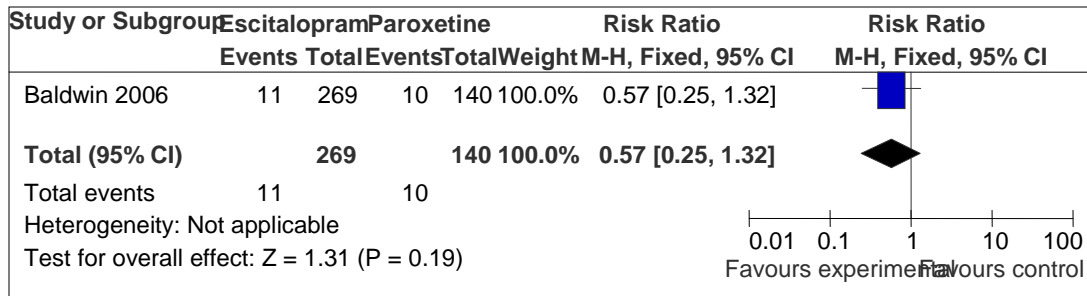 Study or Subgroup Escitalopram Paroxetine Risk Ratio Risk Ratio
Events Total Events Total Weight M-H, Fixed, 95% CI M-H, Fixed, 95% CI
Baldwin 2006 11 269 10 140 100.0% 0.57 [0.25, 1.32]
Total (95% CI) 269 140 100.0% 0.57 [0.25, 1.32]
Total events 11 10
Heterogeneity: Not applicable
Test for overall effect: Z = 1.31 (P = 0.19)
0.01 0.1 1 10 100
Favours experimental Favours control